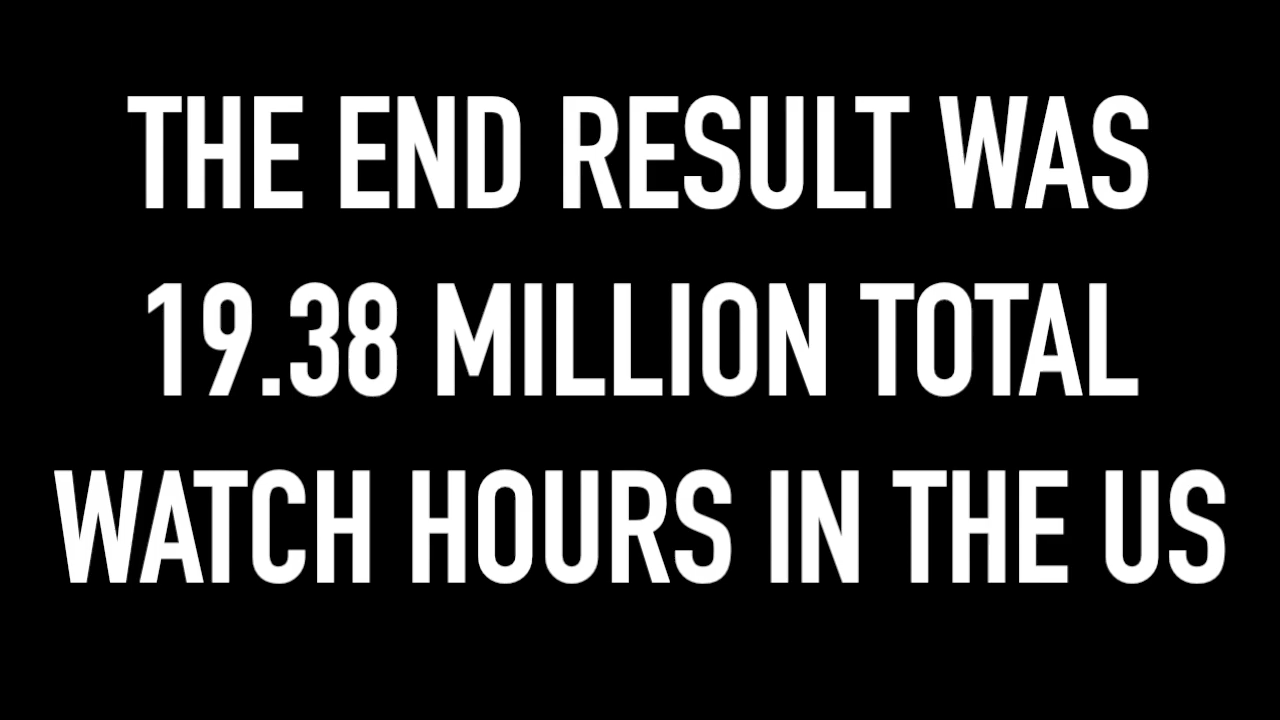 THE END RESULT WAS
19.38 MILLION TOTAL
WATCH HOURS IN THE US